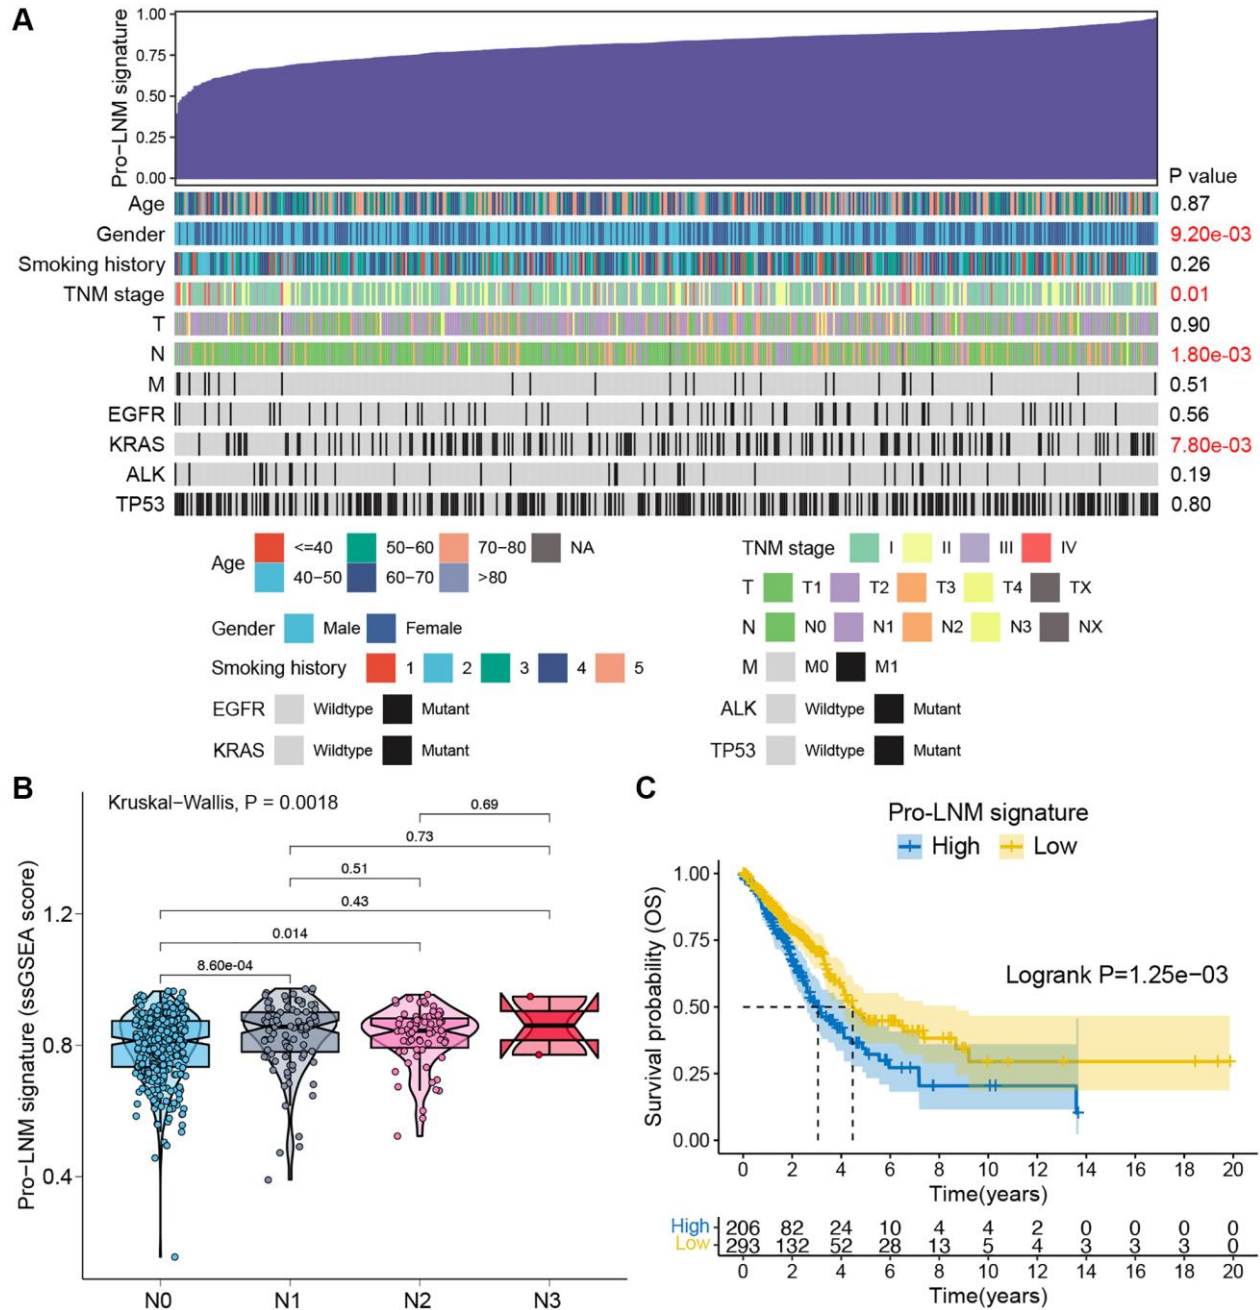 A
Pro−LNM signature
1.00
0.75
0.50
0.25
0.00
P value
Age 0.87
Gender 9.20e−03
Smoking history 0.26
TNM stage 0.01
T 0.90
N 1.80e−03
M 0.51
EGFR 0.56
KRAS 7.80e−03
ALK 0.19
TP53 0.80
Age <=40 50−60 70−80 NA
40−50 60−70 >80
Gender Male Female
Smoking history 1 2 3 4 5
EGFR Wildtype Mutant
KRAS Wildtype Mutant
TNM stage I II III IV
T T1 T2 T3 T4 TX
N N0 N1 N2 N3 NX
M M0 M1
ALK Wildtype Mutant
TP53 Wildtype Mutant
B
Kruskal−Wallis, P = 0.0018
0.69
0.73
0.51
0.43
0.014
8.60e−04
Pro−LNM signature (ssGSEA score)
1.2
0.8
0.4
N0 N1 N2 N3
C
Pro-LNM signature
High Low
Logrank P=1.25e−03
Survival probability (OS)
1.00
0.75
0.50
0.25
0.00
0 2 4 6 8 10 12 14 16 18 20
Time(years)
High 206 82 24 10 4 4 2 0 0 0 0
Low 293 132 52 28 13 5 4 3 3 3 0
0 2 4 6 8 10 12 14 16 18 20
Time(years)